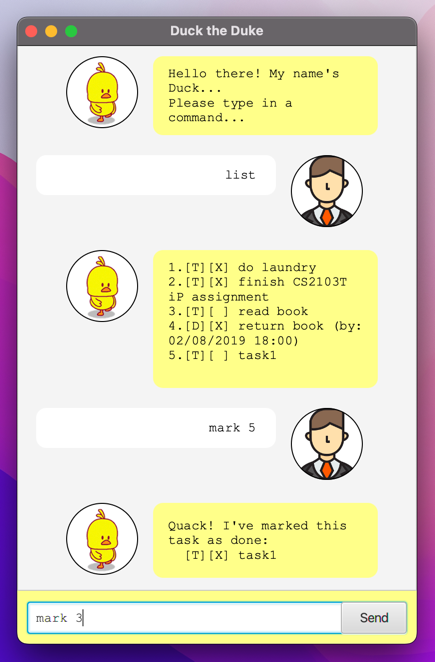 Duck the Duke
Hello there! My name's
Duck...
Please type in a
command...
list
1.[T][X] do laundry
2.[T][X] finish CS2103T
iP assignment
3.[T][ ] read book
4.[D][X] return book (by:
02/08/2019 18:00)
5.[T][ ] task1
mark 5
Quack! I've marked this
task as done:
  [T][X] task1
mark 3
Send